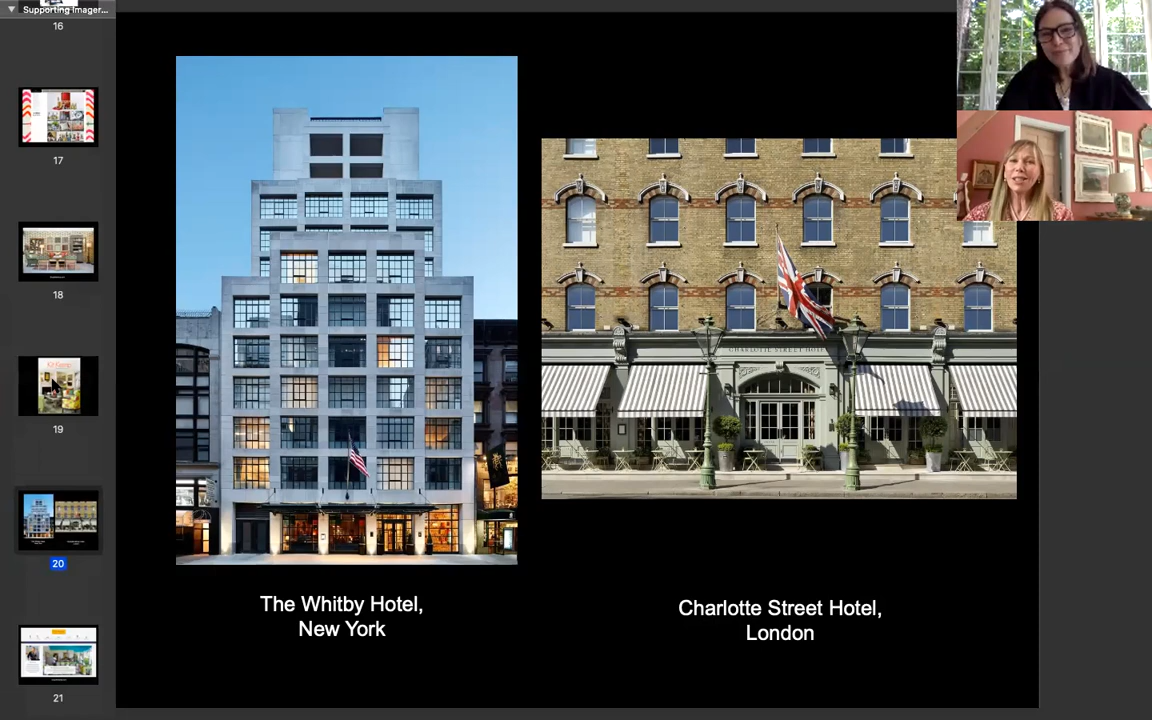 Supporting Imager...
16
17
18
19
20
21
CHARLOTTE STREET HOTEL
The Whitby Hotel,
New York
Charlotte Street Hotel,
London